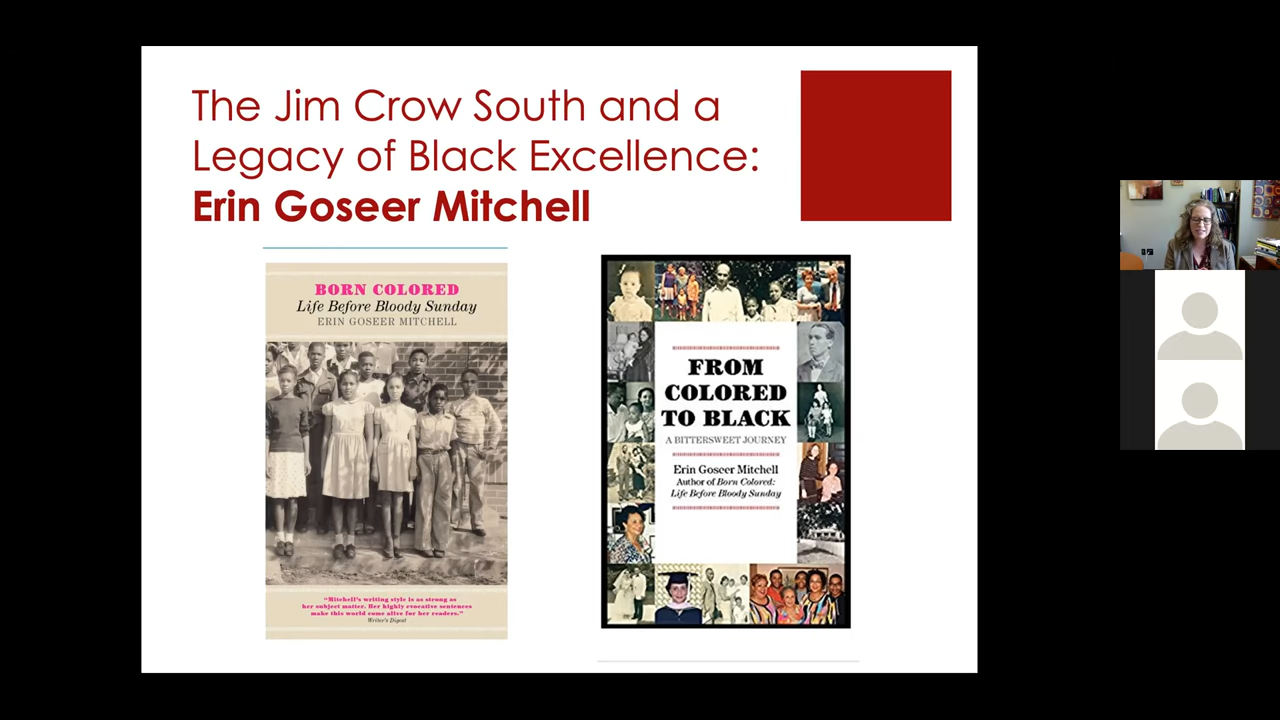 The Jim Crow South and a
Legacy of Black Excellence:
Erin Goseer Mitchell
BORN COLORED
Life Before Bloody Sunday
ERIN GOSEER MITCHELL
“Mitchell’s writing style is as strong as
her subject matter. Her highly evocative sentences
make this world come alive for her readers.”
Writer’s Digest
FROM
COLORED
TO BLACK
A BITTERSWEET JOURNEY
Erin Goseer Mitchell
Author of Born Colored:
Life Before Bloody Sunday